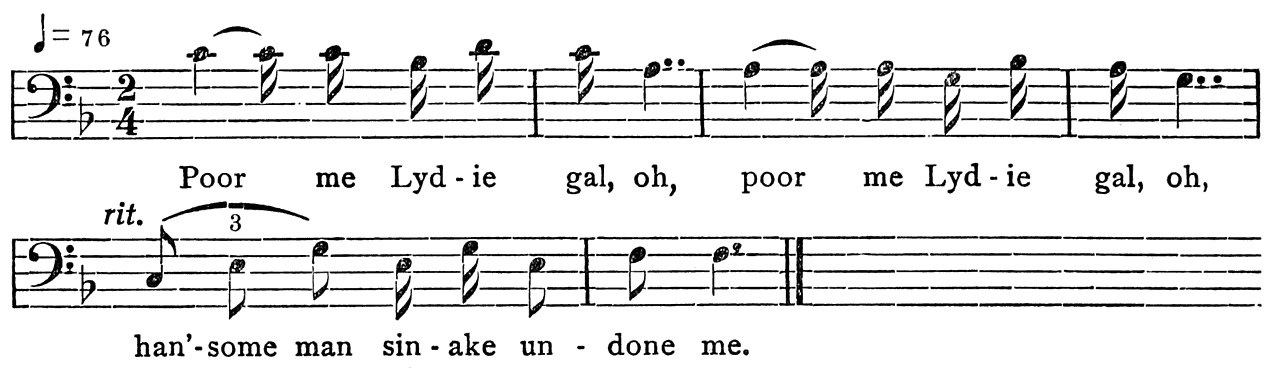 ♩= 76
2
4
Poor me Lyd - ie gal, oh, poor me Lyd - ie gal, oh,
rit.
3
han'-some man sin - ake un - done me.